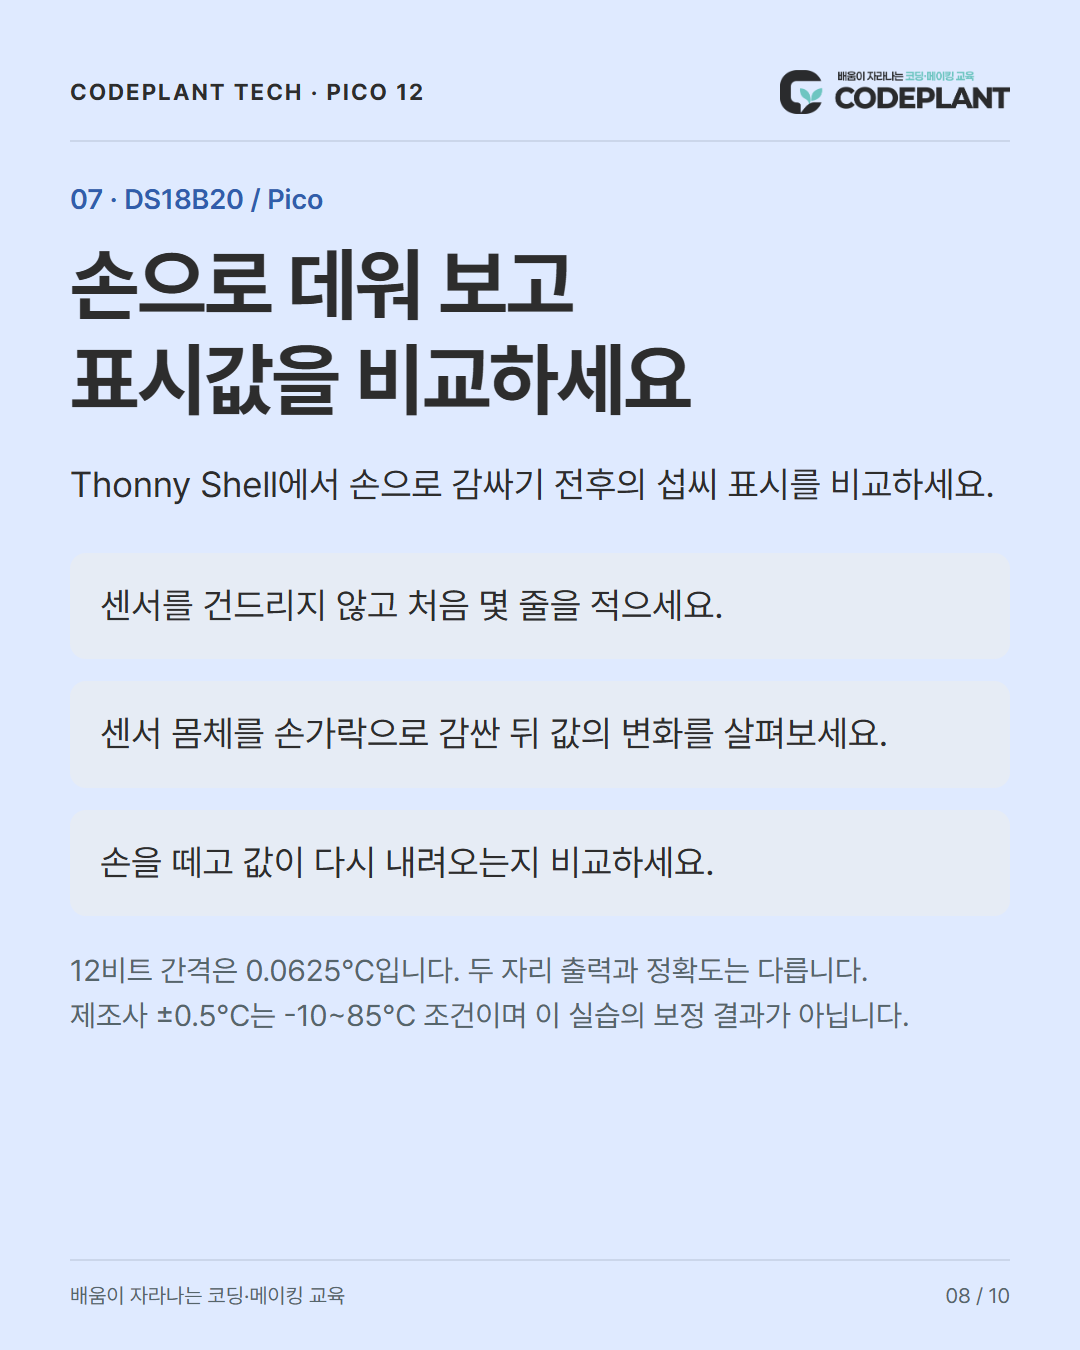 CODEPLANT TECH · PICO 12
배움이 자라나는 코딩·메이킹 교육
CODEPLANT
07 · DS18B20 / Pico
손으로 데워 보고
표시값을 비교하세요
Thonny Shell에서 손으로 감싸기 전후의 섭씨 표시를 비교하세요.
센서를 건드리지 않고 처음 몇 줄을 적으세요.
센서 몸체를 손가락으로 감싼 뒤 값의 변화를 살펴보세요.
손을 떼고 값이 다시 내려오는지 비교하세요.
12비트 간격은 0.0625°C입니다. 두 자리 출력과 정확도는 다릅니다.
제조사 ±0.5°C는 -10~85°C 조건이며 이 실습의 보정 결과가 아닙니다.
배움이 자라나는 코딩·메이킹 교육
08 / 10